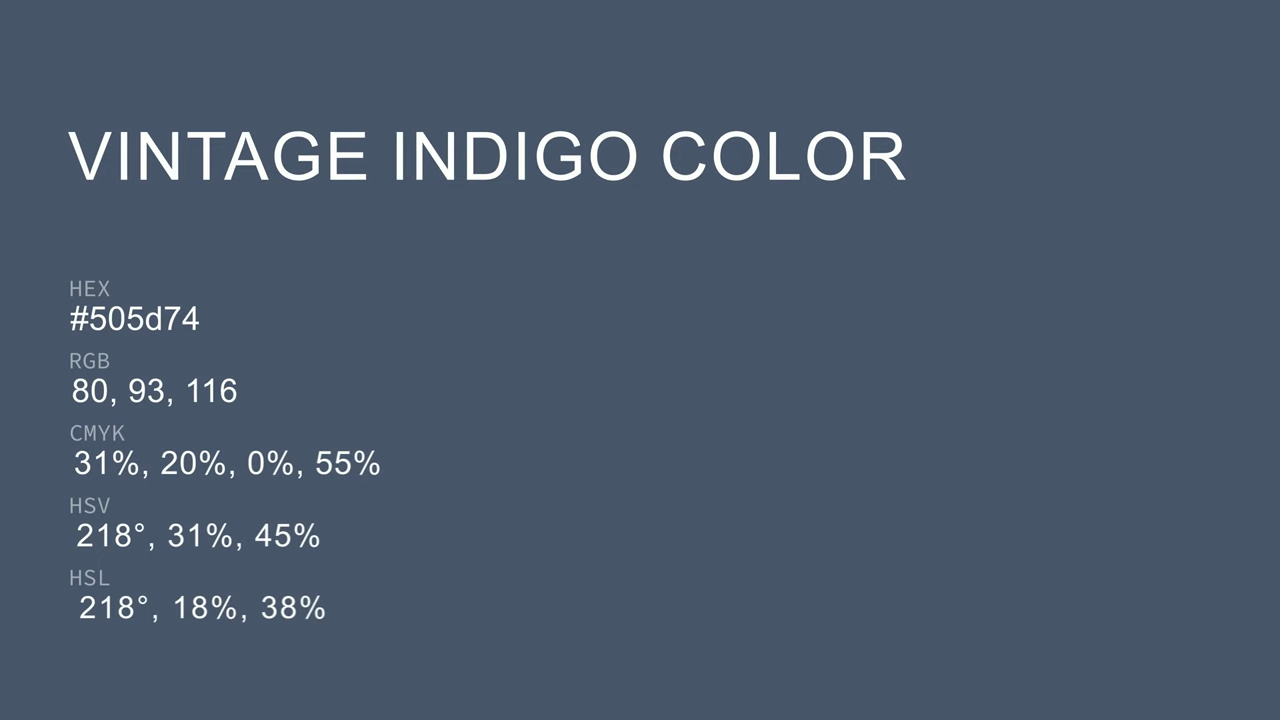 VINTAGE INDIGO COLOR
HEX
#505d74
RGB
80, 93, 116
CMYK
31%, 20%, 0%, 55%
HSV
218°, 31%, 45%
HSL
218°, 18%, 38%